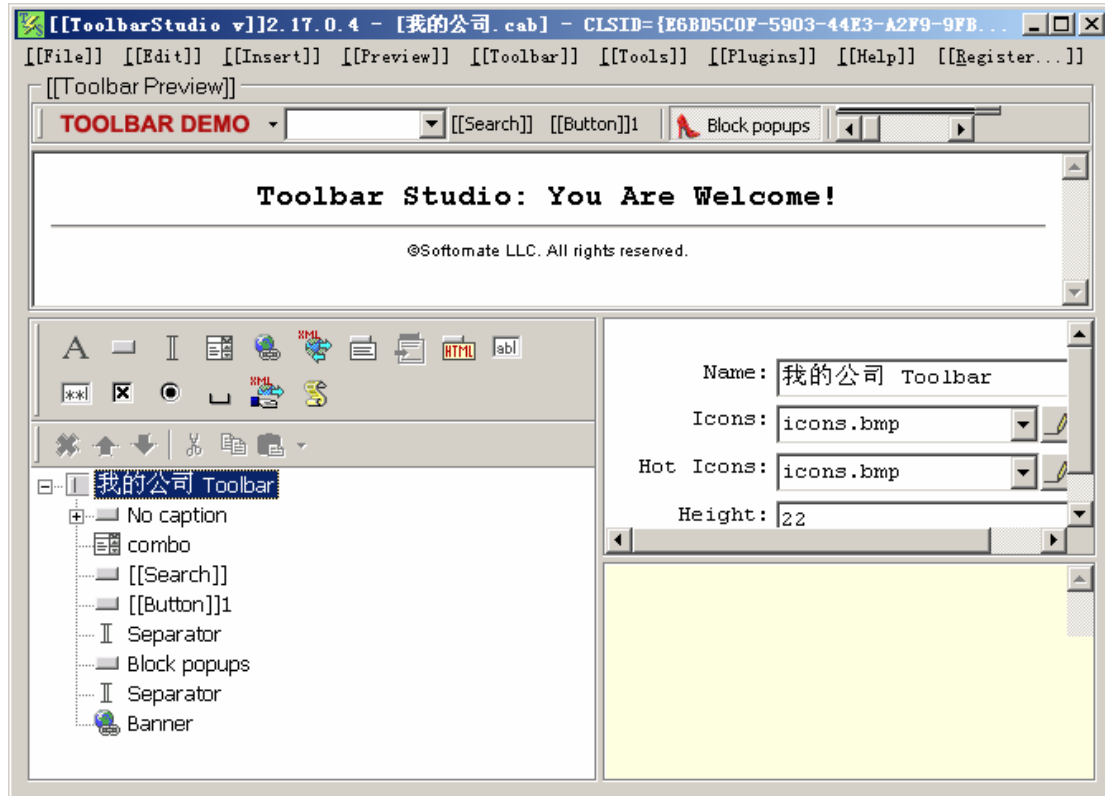 [[ToolbarStudio v]]2.17.0.4 - [我的公司.cab] - CLSID={E6BD5C0F-5903-44E3-A2F9-9FB...
[[File]] [[Edit]] [[Insert]] [[Preview]] [[Toolbar]] [[Tools]] [[Plugins]] [[Help]] [[Register...]]
[[Toolbar Preview]]
TOOLBAR DEMO [[Search]] [[Button]]1 Block popups
Toolbar Studio: You Are Welcome!
©Softomate LLC. All rights reserved.
A XML HTML abl
**| XML
Name: 我的公司 Toolbar
Icons: icons.bmp
Hot Icons: icons.bmp
Height: 22
我的公司 Toolbar
No caption
combo
[[Search]]
[[Button]]1
Separator
Block popups
Separator
Banner